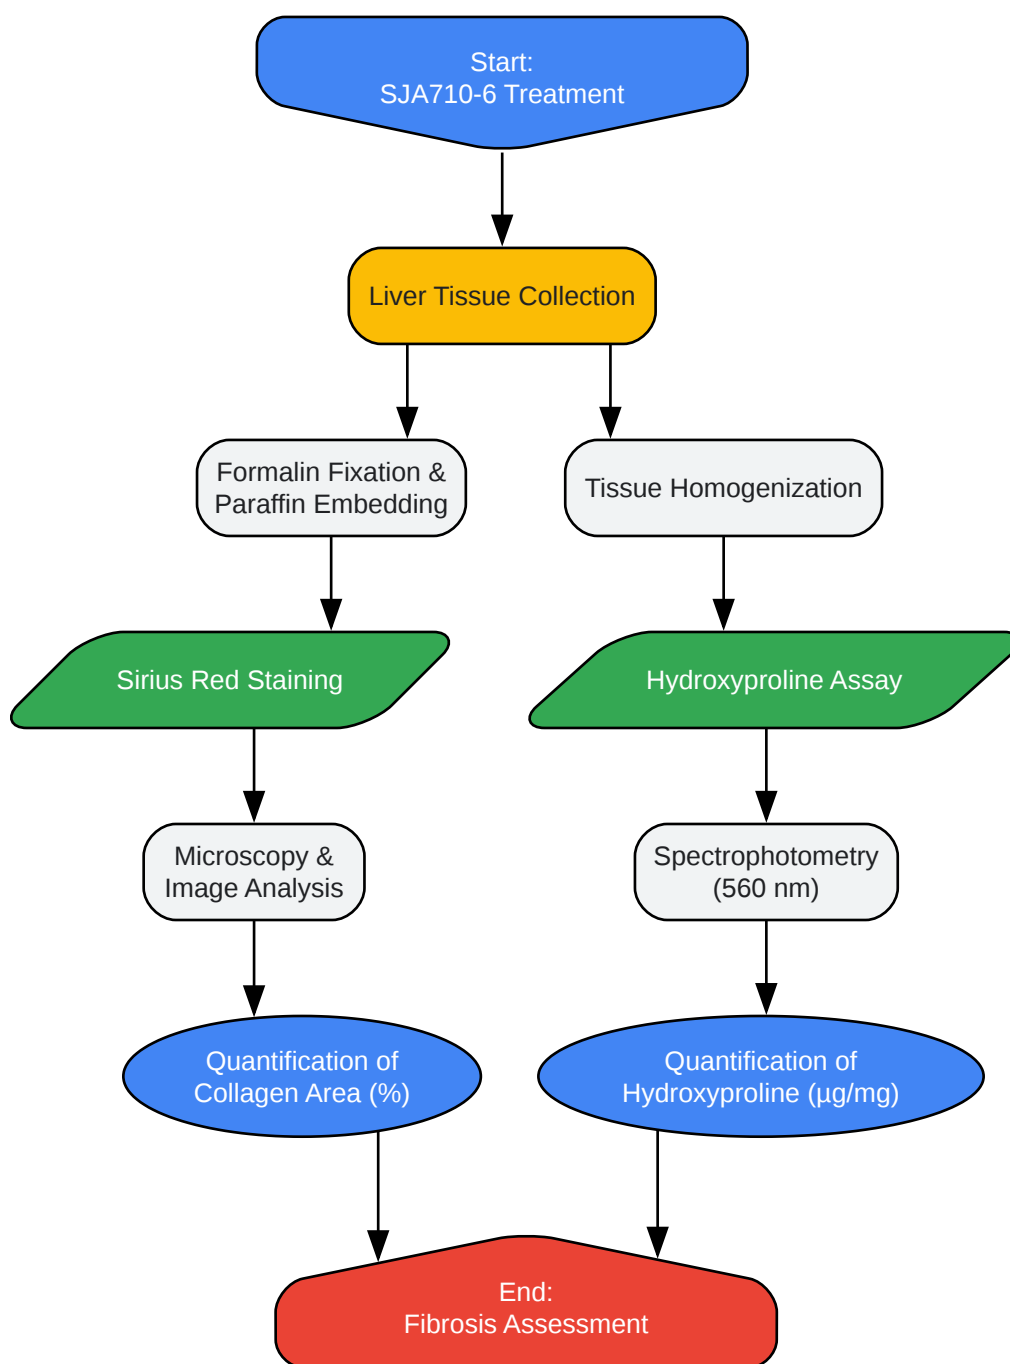 Start:
SJA710-6 Treatment
Liver Tissue Collection
Formalin Fixation &
Paraffin Embedding
Tissue Homogenization
Sirius Red Staining
Hydroxyproline Assay
Microscopy &
Image Analysis
Spectrophotometry
(560 nm)
Quantification of
Collagen Area (%)
Quantification of
Hydroxyproline (µg/mg)
End:
Fibrosis Assessment